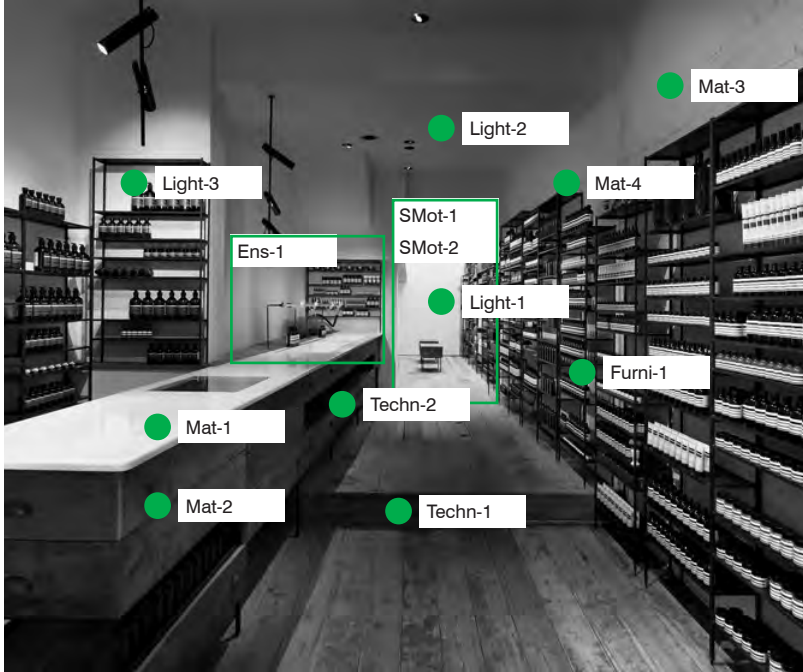 Mat-3
Light-2
Light-3
Mat-4
SMot-1
SMot-2
Ens-1
Light-1
Furni-1
Techn-2
Mat-1
Mat-2
Techn-1